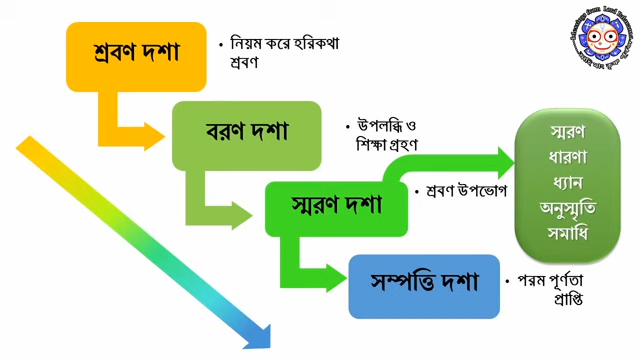 শ্রবণ দশা
• নিয়ম করে হরিকথা
শ্রবণ
বরণ দশা
• উপলব্ধি ও
শিক্ষা গ্রহণ
স্মরণ দশা
• শ্রবণ উপভোগ
স্মরণ
ধারণা
ধ্যান
অনুস্মৃতি
সমাধি
সম্পত্তি দশা
• পরম পূর্ণতা
প্রাপ্তি